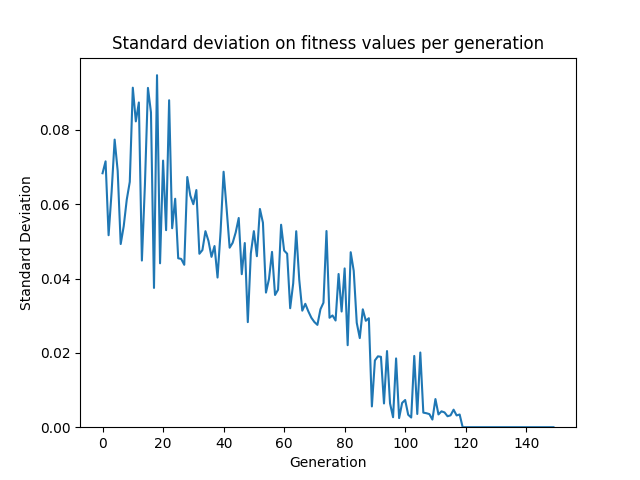 Standard deviation on fitness values per generation
Standard Deviation
0.08
0.06
0.04
0.02
0.00
0 20 40 60 80 100 120 140
Generation